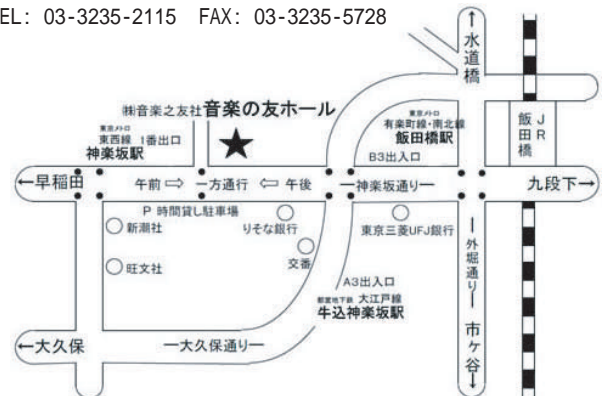 EL: 03-3235-2115 FAX: 03-3235-5728
↑水道橋
㈱音楽之友社 音楽の友ホール
東京メトロ
東西線 1番出口
神楽坂駅
東京メトロ
有楽町線・南北線
飯田橋駅
B3出入口
JR
飯田橋
←早稲田
午前⇨
一方通行
⇦午後
―神楽坂通り―
九段下→
P 時間貸し駐車場
新潮社
りそな銀行
東京三菱UFJ銀行
旺文社
交番
―外堀通り―
A3出入口
都営地下鉄 大江戸線
牛込神楽坂駅
←大久保
―大久保通り―
市ヶ谷↓